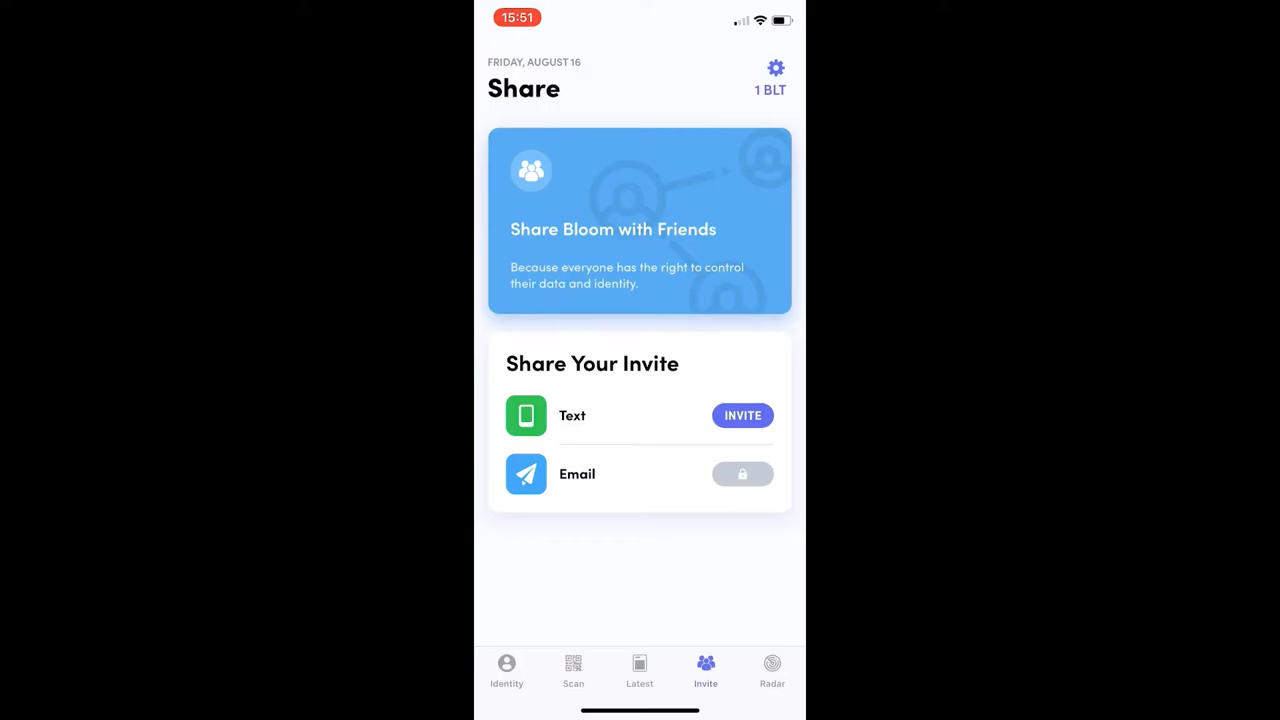 15:51
FRIDAY, AUGUST 16
Share
1 BLT
Share Bloom with Friends
Because everyone has the right to control
their data and identity.
Share Your Invite
Text
INVITE
Email
Identity
Scan
Latest
Invite
Radar